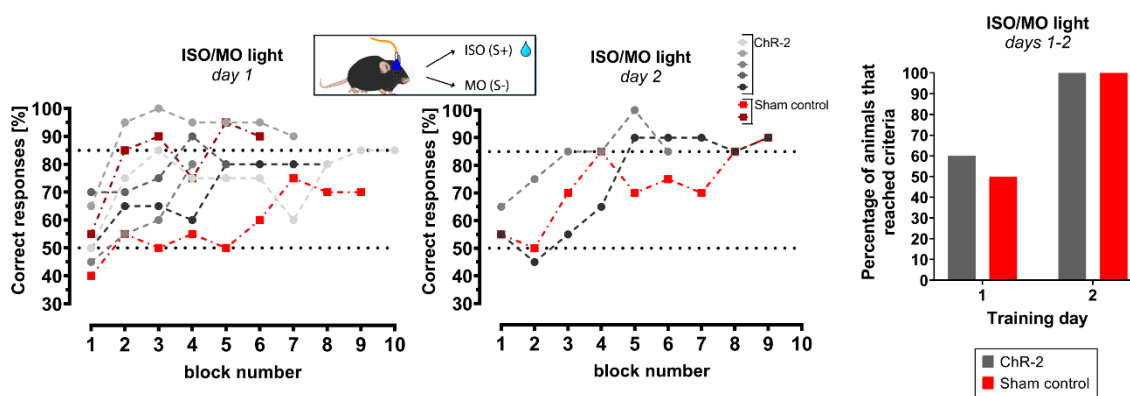 ISO/MO light
day 1
Correct responses [%]
100
90
80
70
60
50
40
30
1 2 3 4 5 6 7 8 9 10
block number
ISO (S+)
MO (S-)
ISO/MO light
day 2
ChR-2
Sham control
Correct responses [%]
100
90
80
70
60
50
40
30
1 2 3 4 5 6 7 8 9 10
block number
ISO/MO light
days 1-2
Percentage of animals that
reached criteria
100
90
80
70
60
50
40
30
20
10
0
1 2
Training day
ChR-2
Sham control